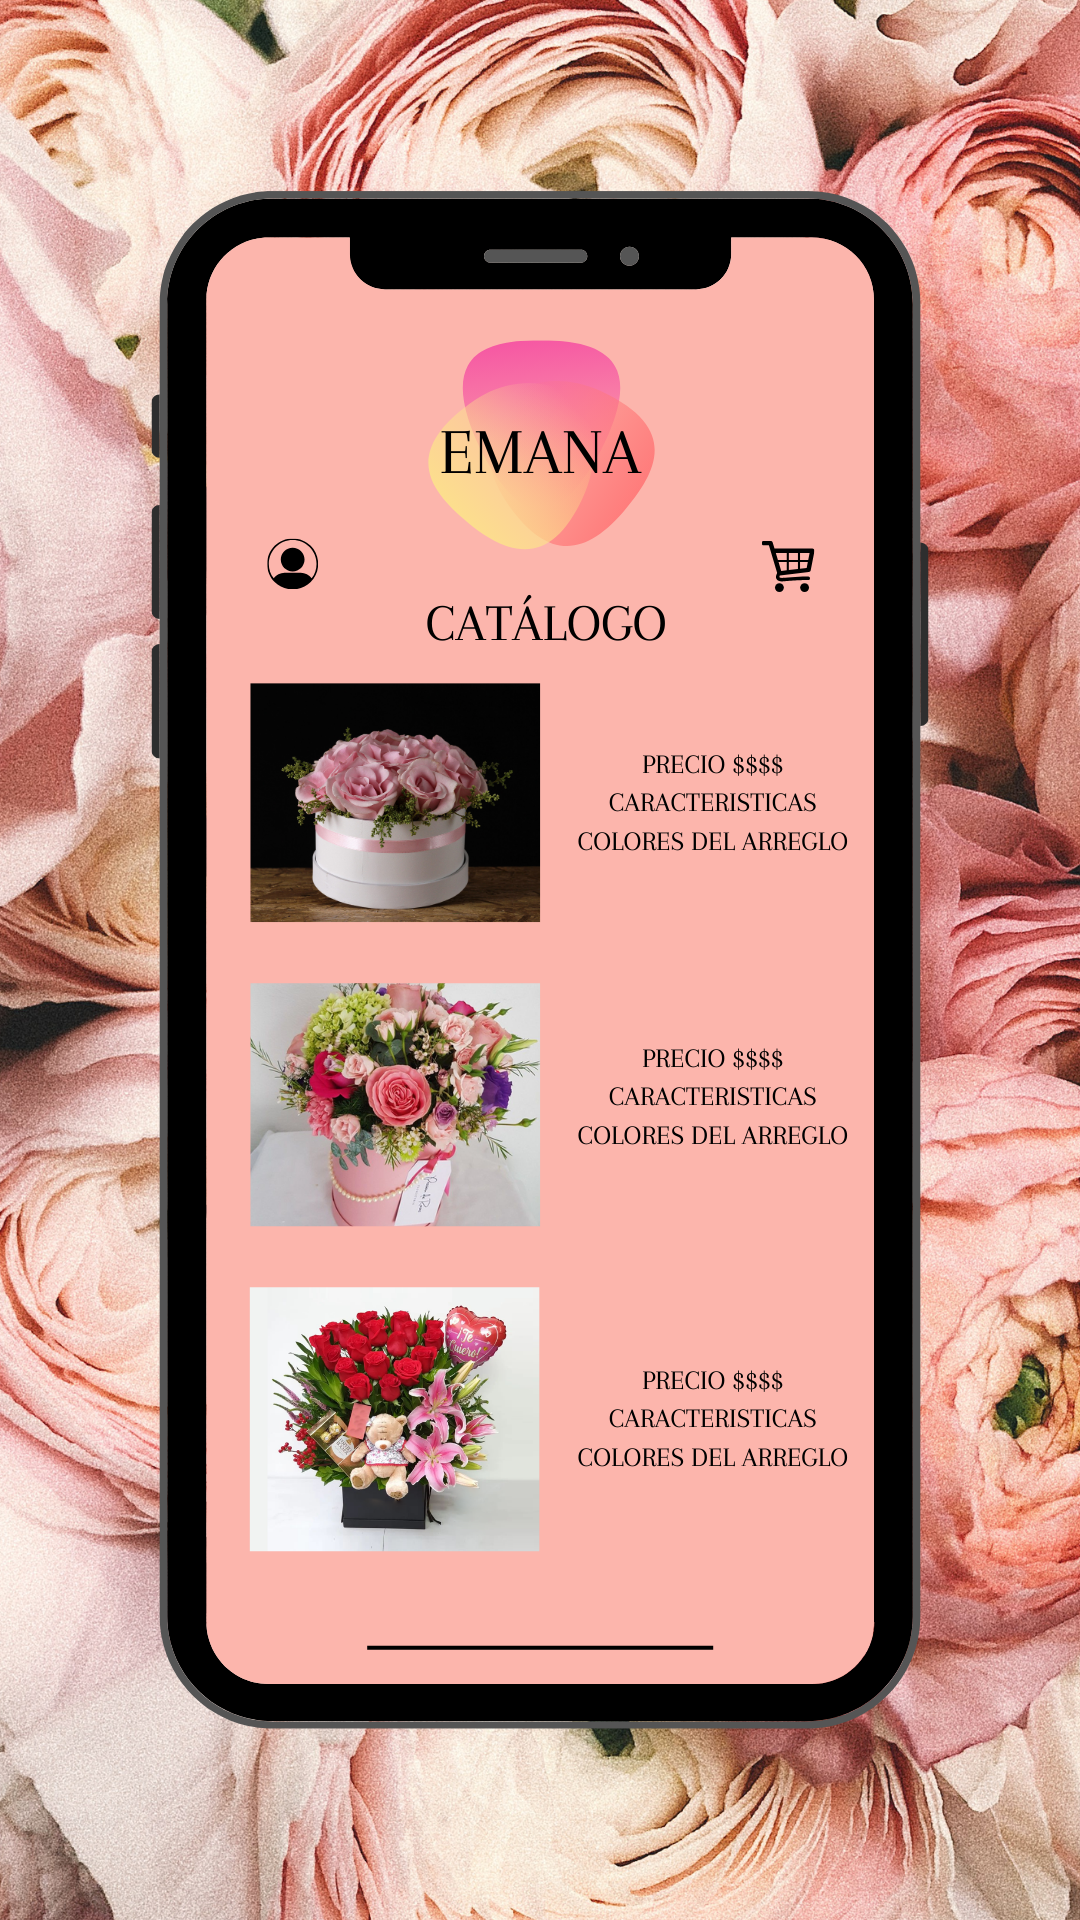 EMANA
CATÁLOGO
PRECIO $$$$
CARACTERISTICAS
COLORES DEL ARREGLO
PRECIO $$$$
CARACTERISTICAS
COLORES DEL ARREGLO
¡Te
Quiero!
PRECIO $$$$
CARACTERISTICAS
COLORES DEL ARREGLO